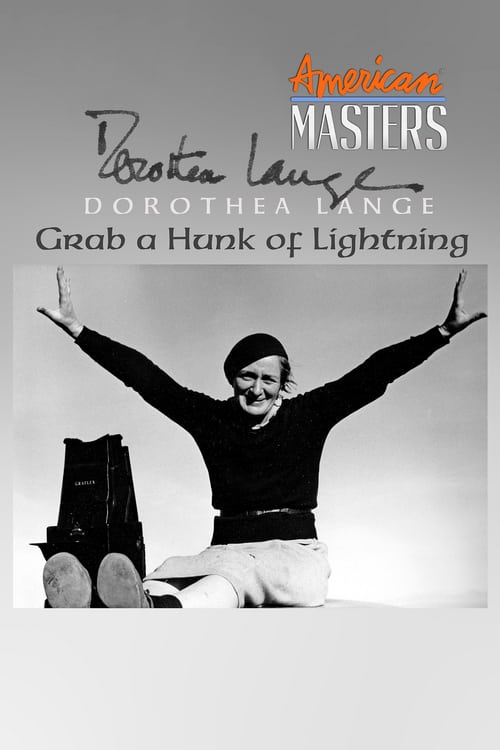 American
MASTERS
Dorothea Lange
DOROTHEA LANGE
Grab a Hunk of Lightning
GRAFLEX